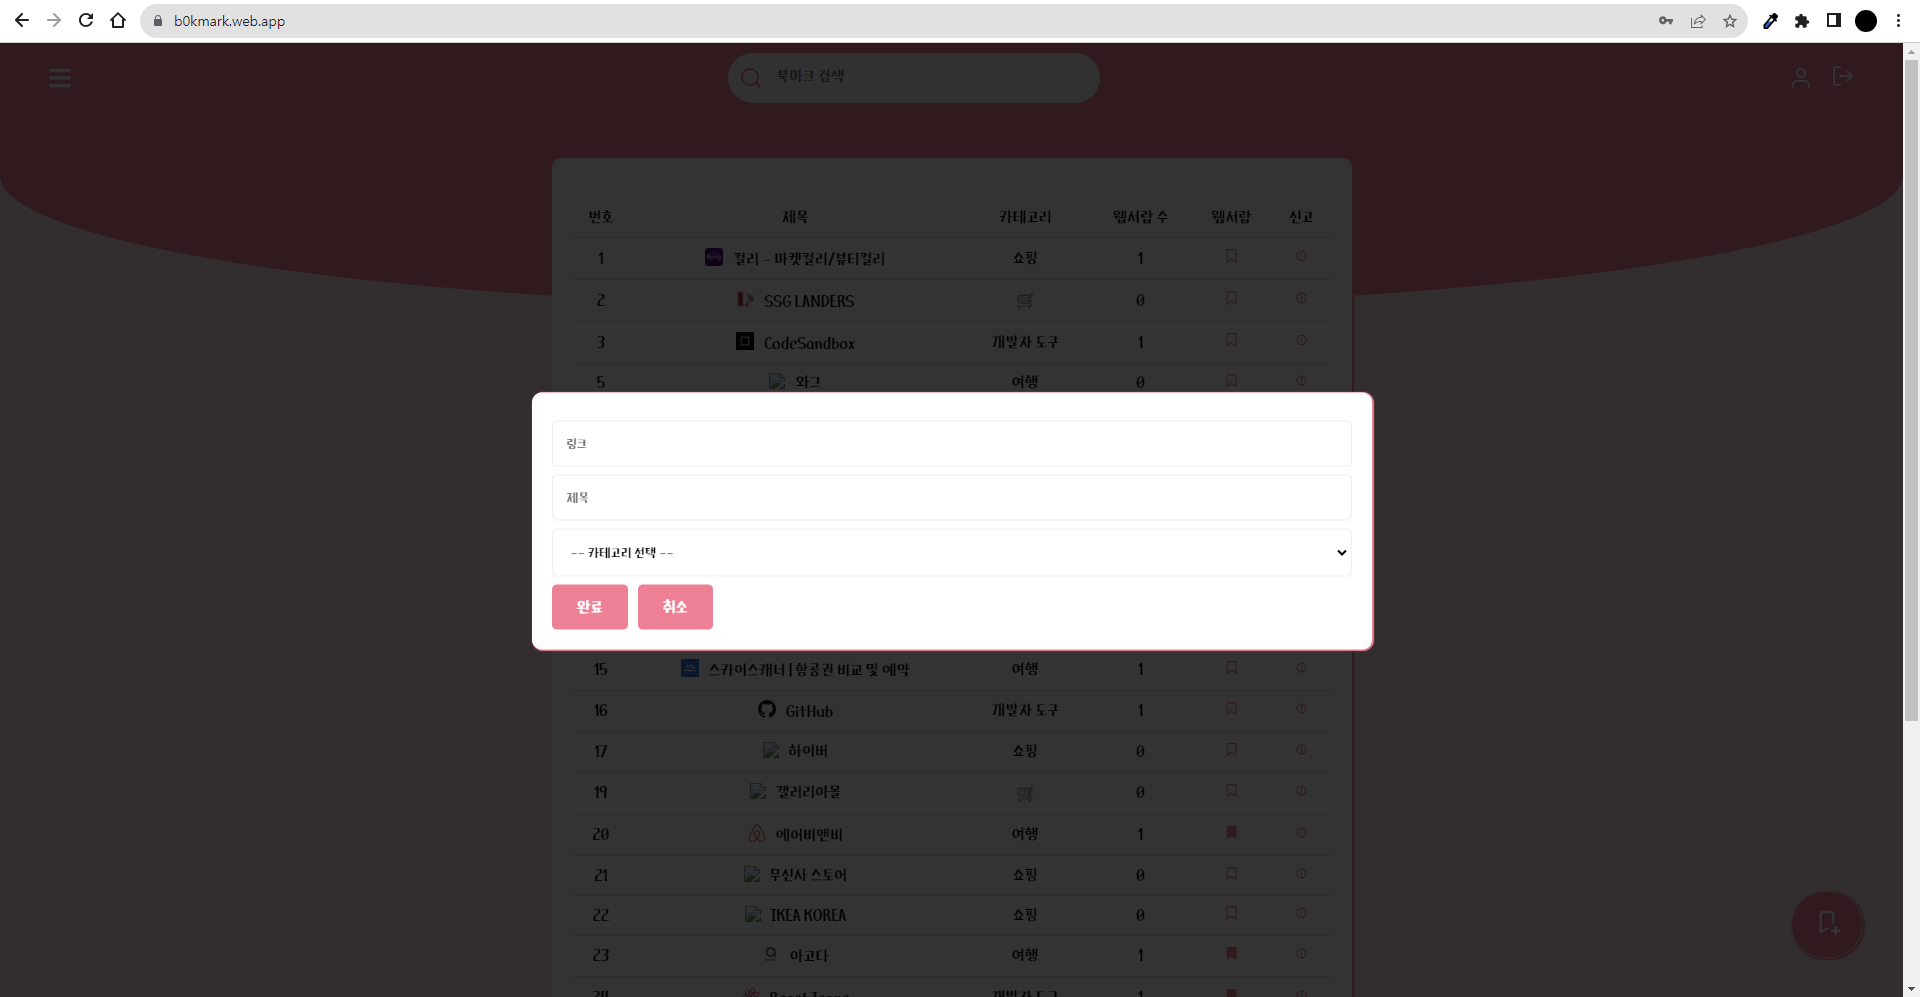 b0kmark.web.app
북마크 검색
번호 제목 카테고리 웹서랍 수 웹서랍 신고
1 컬리 - 마켓컬리/뷰티컬리 쇼핑 1
2 SSG LANDERS 0
3 CodeSandbox 개발자 도구 1
5 와그 여행 0
링크
제목
-- 카테고리 선택 --
완료 취소
15 스카이스캐너 | 항공권 비교 및 예약 여행 1
16 GitHub 개발자 도구 1
17 하이버 쇼핑 0
19 갤러리아몰 0
20 에어비앤비 여행 1
21 무신사 스토어 쇼핑 0
22 IKEA KOREA 쇼핑 0
23 아고다 여행 1
개발자 도구 1